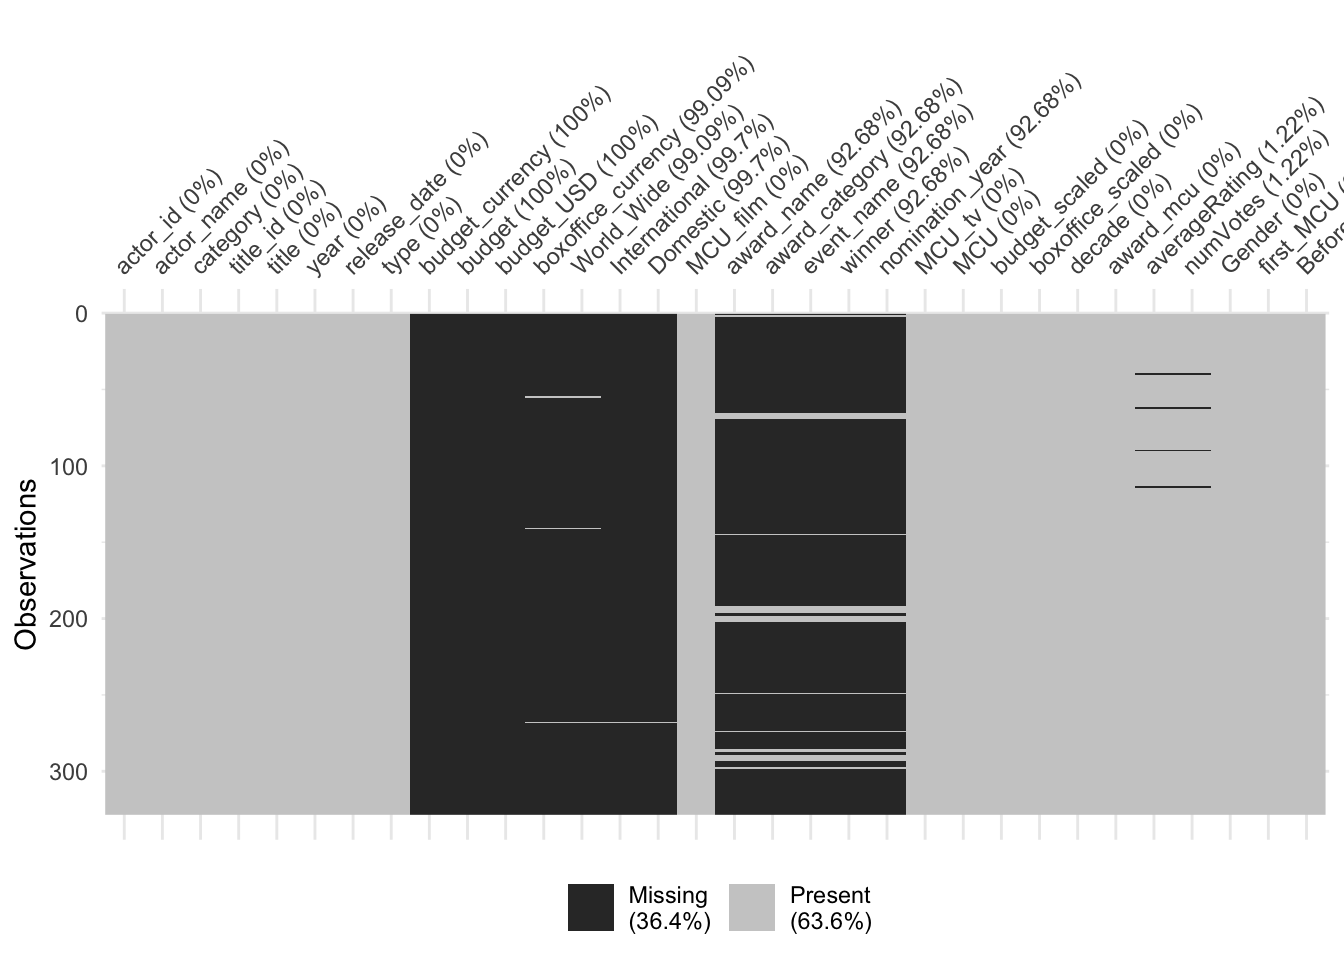 actor_id (0%)
actor_name (0%)
category (0%)
title_id (0%)
title (0%)
year (0%)
release_date (0%)
type (0%)
budget_currency (100%)
budget (100%)
budget_USD (100%)
boxoffice_currency (99.09%)
World_Wide (99.09%)
International (99.7%)
Domestic (99.7%)
MCU_film (0%)
award_name (92.68%)
award_category (92.68%)
event_name (92.68%)
winner (92.68%)
nomination_year (92.68%)
MCU_tv (0%)
MCU (0%)
budget_scaled (0%)
boxoffice_scaled (0%)
decade (0%)
award_mcu (0%)
averageRating (1.22%)
numVotes (1.22%)
Gender (0%)
first_MCU (
Before
0
100
200
300
Observations
Missing
(36.4%)
Present
(63.6%)